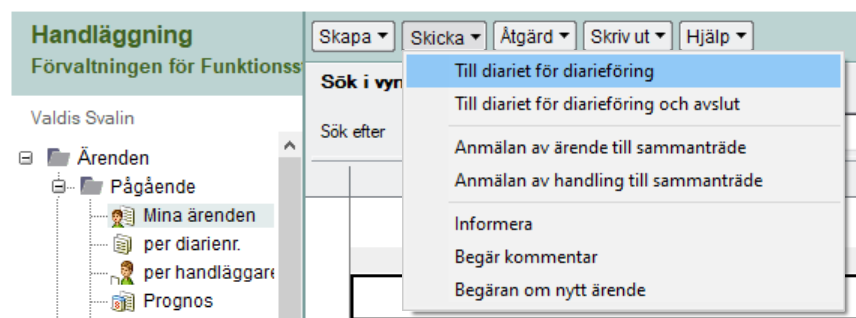 Handläggning
Förvaltningen för Funktionss
Valdis Svalin
Ärenden
Pågående
Mina ärenden
per diarienr.
per handläggare
Prognos
Skapa Skicka Åtgärd Skriv ut Hjälp
Sök i vyn
Sök efter
Till diariet för diarieföring
Till diariet för diarieföring och avslut
Anmälan av ärende till sammanträde
Anmälan av handling till sammanträde
Informera
Begär kommentar
Begäran om nytt ärende